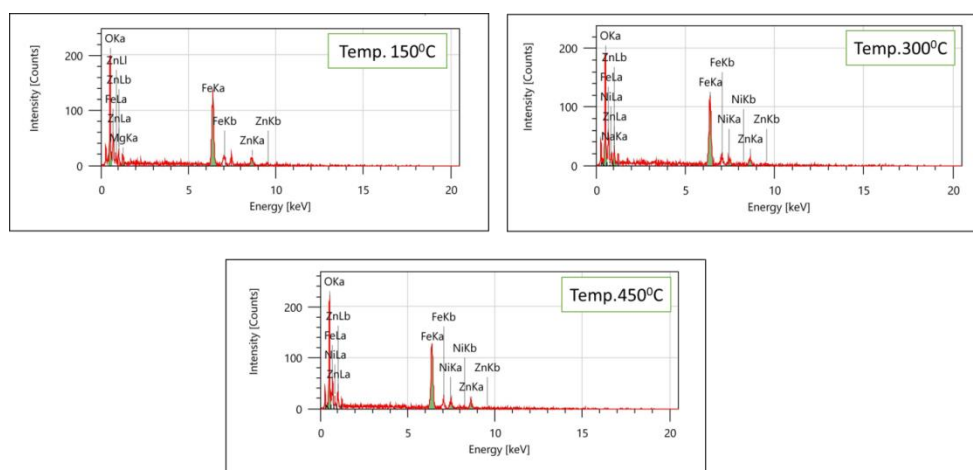 Temp. 150⁰C
Intensity [Counts]
200
100
0
OKa
ZnLl
ZnLb
FeLa
ZnLa
MgKa
FeKa
FeKb
ZnKb
ZnKa
0 5 10 15 20
Energy [keV]
Temp.300⁰C
Intensity [Counts]
200
100
0
OKa
ZnLb
FeLa
NiLa
ZnLa
NaKa
FeKb
FeKa
NiKb
NiKa
ZnKb
ZnKa
0 5 10 15 20
Energy [keV]
Temp.450⁰C
Intensity [Counts]
200
100
0
OKa
ZnLb
FeLa
NiLa
ZnLa
FeKb
FeKa
NiKb
NiKa
ZnKb
ZnKa
0 5 10 15 20
Energy [keV]